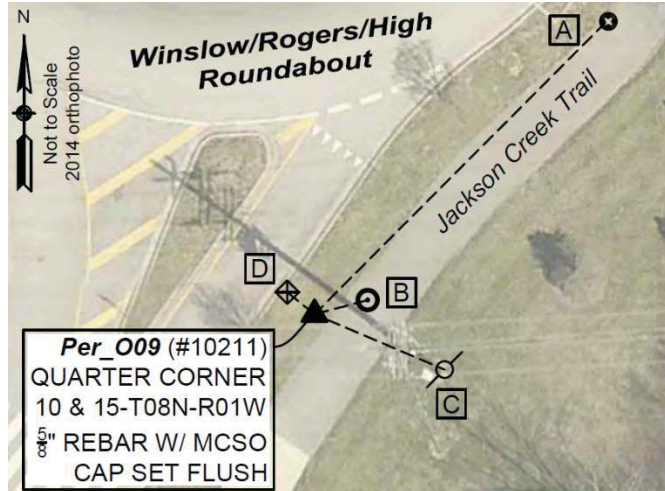 N
Not to Scale
2014 orthophoto
Winslow/Rogers/High
Roundabout
A
Jackson Creek Trail
D
B
C
Per_O09 (#10211)
QUARTER CORNER
10 & 15-T08N-R01W
5/8" REBAR W/ MCSO
CAP SET FLUSH